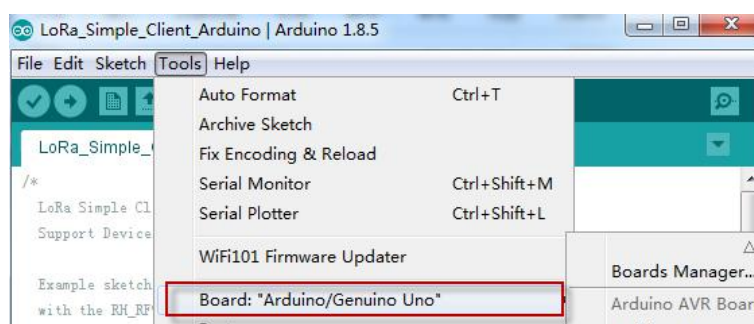 LoRa_Simple_Client_Arduino | Arduino 1.8.5
File Edit Sketch Tools Help
Auto Format Ctrl+T
Archive Sketch
LoRa_Simple_
Fix Encoding & Reload
/*
Serial Monitor Ctrl+Shift+M
LoRa Simple Cl
Serial Plotter Ctrl+Shift+L
Support Device
WiFi101 Firmware Updater
Boards Manager...
Example sketch
Board: "Arduino/Genuino Uno"
Arduino AVR Boar
with the